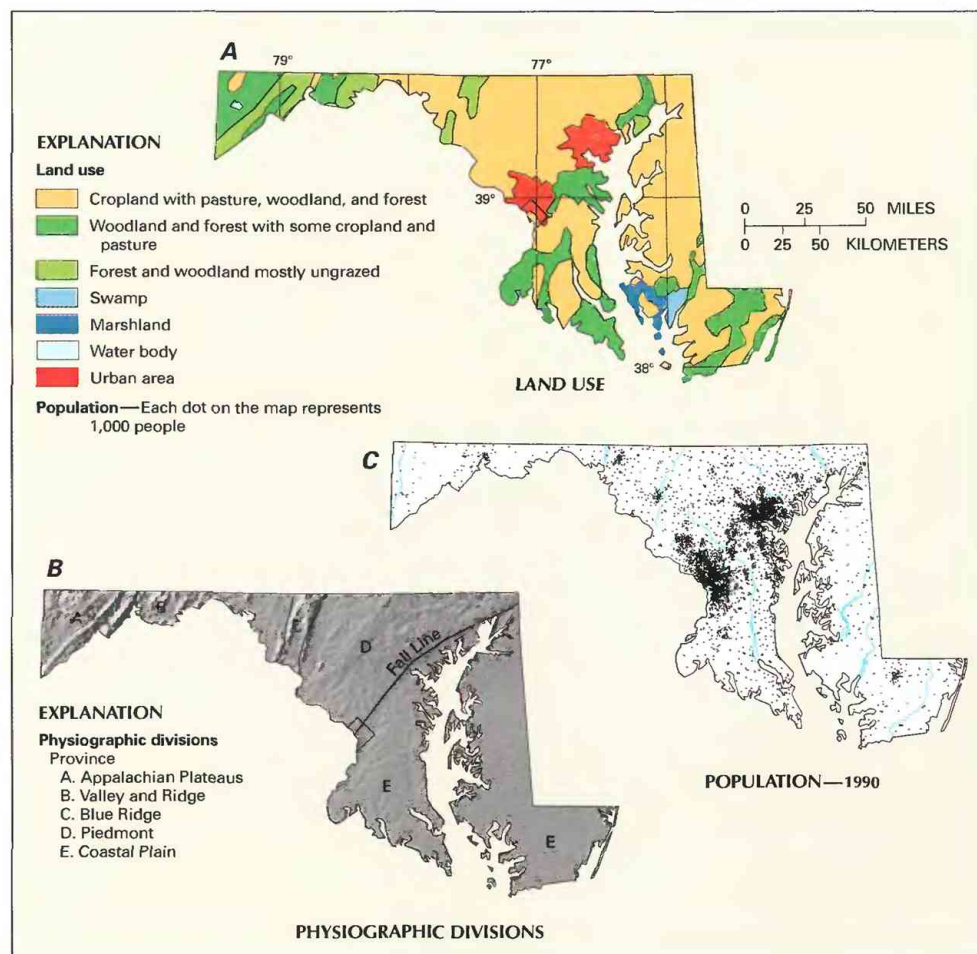 A
79°
77°
39°
38°
EXPLANATION
Land use
Cropland with pasture, woodland, and forest
Woodland and forest with some cropland and
pasture
Forest and woodland mostly ungrazed
Swamp
Marshland
Water body
Urban area
Population—Each dot on the map represents
1,000 people
0 25 50 MILES
0 25 50 KILOMETERS
LAND USE
C
POPULATION—1990
B
A
B
C
D
Fall Line
E
E
EXPLANATION
Physiographic divisions
Province
A. Appalachian Plateaus
B. Valley and Ridge
C. Blue Ridge
D. Piedmont
E. Coastal Plain
PHYSIOGRAPHIC DIVISIONS